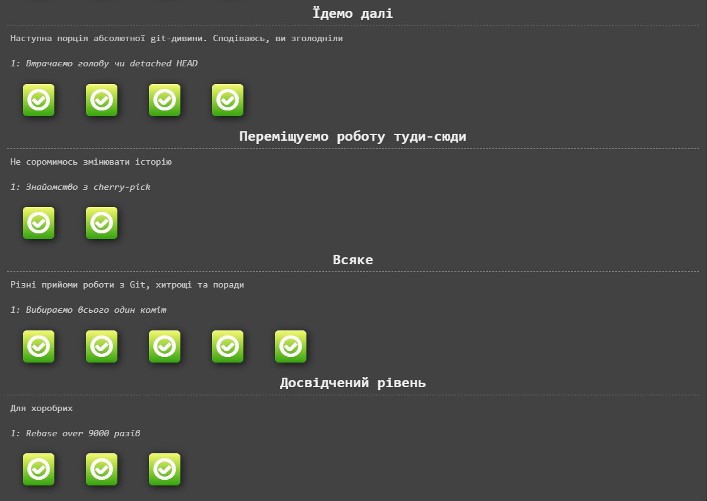 Їдемо далі
Наступна порція абсолютної git-дивини. Сподіваюсь, ви зголодніли
1: Втрачаємо голову чи detached HEAD
Переміщуємо роботу туди-сюди
Не соромимось змінювати історію
1: Знайомство з cherry-pick
Всяке
Різні прийоми роботи з Git, хитрощі та поради
1: Вибираємо всього один коміт
Досвідчений рівень
Для хоробрих
1: Rebase over 9000 разів